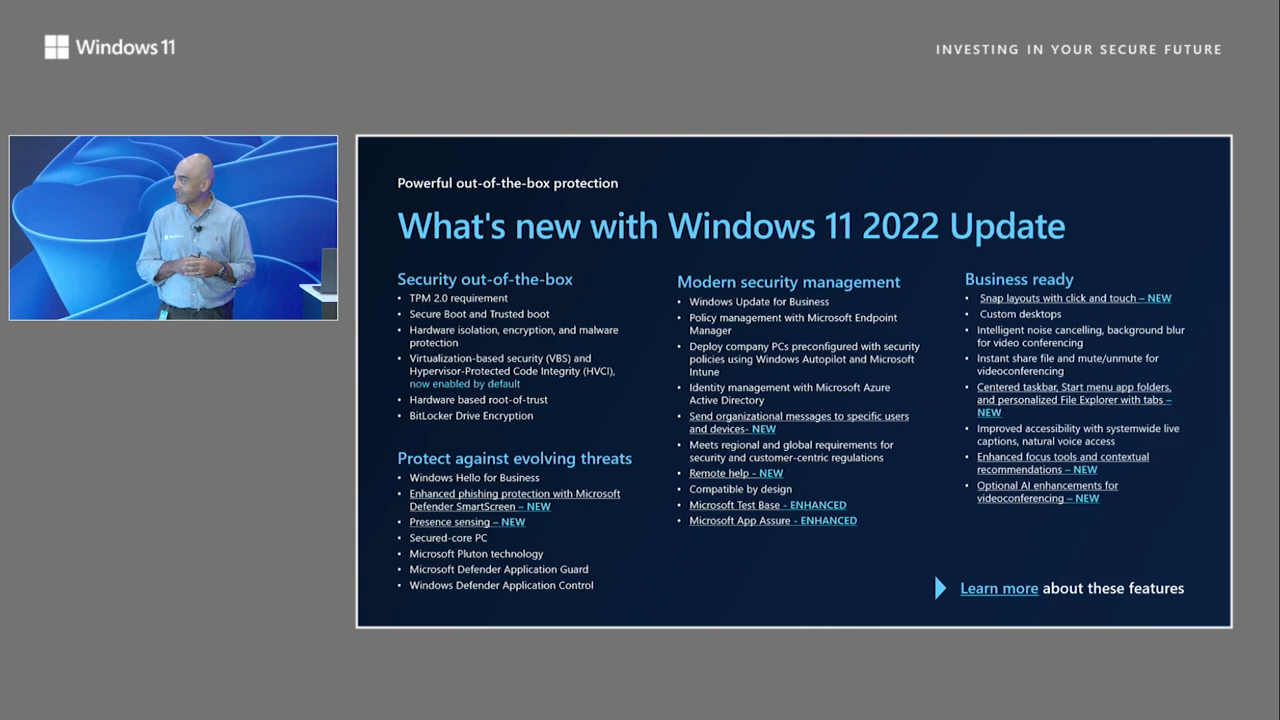 Windows 11
INVESTING IN YOUR SECURE FUTURE
Powerful out-of-the-box protection
What's new with Windows 11 2022 Update
Security out-of-the-box
• TPM 2.0 requirement
• Secure Boot and Trusted boot
• Hardware isolation, encryption, and malware
protection
• Virtualization-based security (VBS) and
Hypervisor-Protected Code Integrity (HVCI),
now enabled by default
• Hardware based root-of-trust
• BitLocker Drive Encryption
Protect against evolving threats
• Windows Hello for Business
• Enhanced phishing protection with Microsoft
Defender SmartScreen – NEW
• Presence sensing – NEW
• Secured-core PC
• Microsoft Pluton technology
• Microsoft Defender Application Guard
• Windows Defender Application Control
Modern security management
• Windows Update for Business
• Policy management with Microsoft Endpoint
Manager
• Deploy company PCs preconfigured with security
policies using Windows Autopilot and Microsoft
Intune
• Identity management with Microsoft Azure
Active Directory
• Send organizational messages to specific users
and devices- NEW
• Meets regional and global requirements for
security and customer-centric regulations
• Remote help - NEW
• Compatible by design
• Microsoft Test Base - ENHANCED
• Microsoft App Assure - ENHANCED
Business ready
• Snap layouts with click and touch – NEW
• Custom desktops
• Intelligent noise cancelling, background blur
for video conferencing
• Instant share file and mute/unmute for
videoconferencing
• Centered taskbar, Start menu app folders,
and personalized File Explorer with tabs –
NEW
• Improved accessibility with systemwide live
captions, natural voice access
• Enhanced focus tools and contextual
recommendations – NEW
• Optional AI enhancements for
videoconferencing – NEW
Learn more about these features